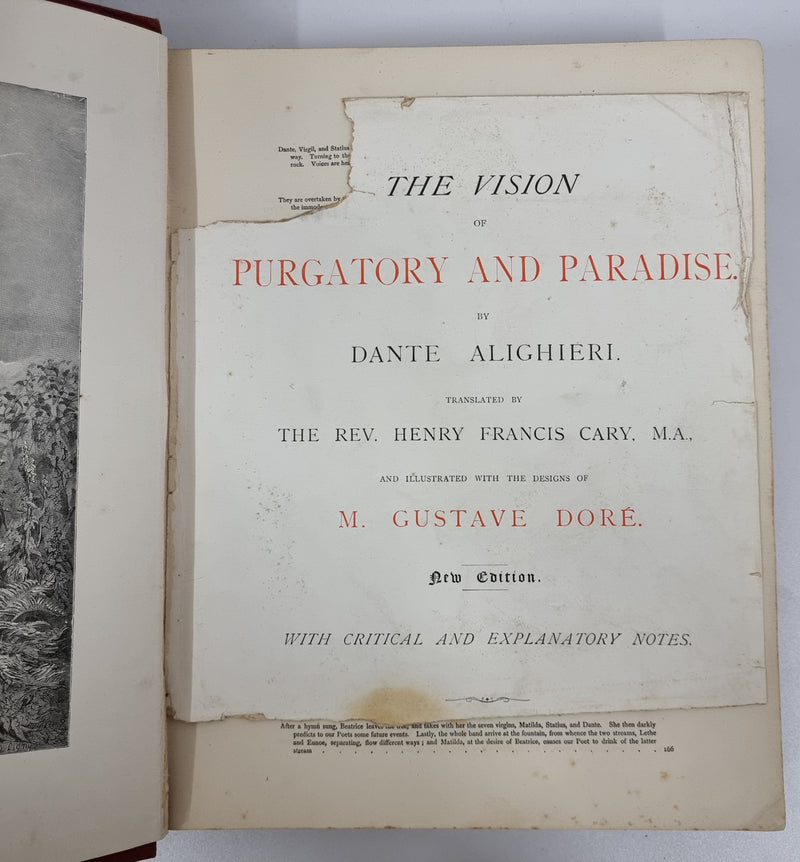 Dante, Virgil, and Statius
way. Turning to the
rock. Voices are
They are overtaken by
the
THE VISION
OF
PURGATORY AND PARADISE.
BY
DANTE ALIGHIERI.
TRANSLATED BY
THE REV. HENRY FRANCIS CARY, M.A.,
AND ILLUSTRATED WITH THE DESIGNS OF
M. GUSTAVE DORÉ.
New Edition.
WITH CRITICAL AND EXPLANATORY NOTES.
After a hymn sung, Beatrice leaves the tree, and takes with her the seven virgins, Matilda, Statius, and Dante. She then darkly
predicts to our Poets some future events. Lastly, the whole band arrive at the fountain, from whence the two streams, Lethe
and Eunoe, separating, flow different ways; and Matilda, at the desire of Beatrice, causes our Poet to drink of the latter
stream . . . . . . . . . . . . . . . . . . . 166